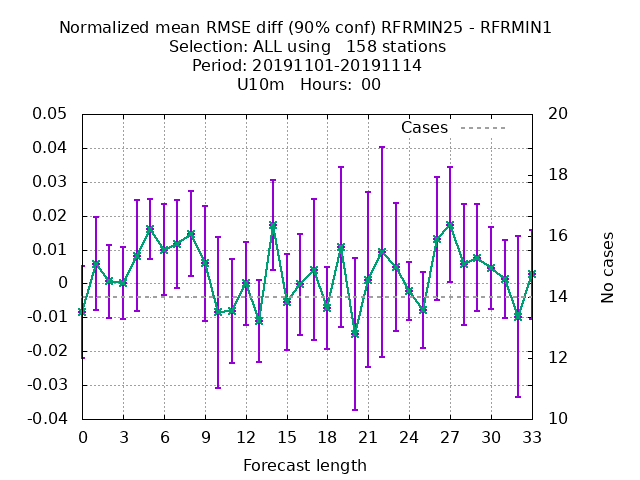 Normalized mean RMSE diff (90% conf) RFRMIN25 - RFRMIN1
Selection: ALL using 158 stations
Period: 20191101-20191114
U10m Hours: 00
Cases
0.05
0.04
0.03
0.02
0.01
0
-0.01
-0.02
-0.03
-0.04
20
18
16
14
12
10
No cases
0 3 6 9 12 15 18 21 24 27 30 33
Forecast length